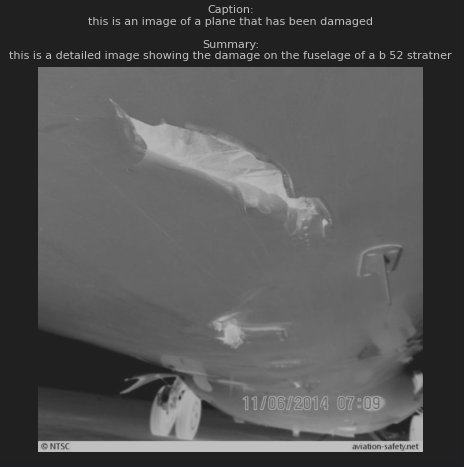 Caption:
this is an image of a plane that has been damaged
Summary:
this is a detailed image showing the damage on the fuselage of a b 52 stratner
11/06/2014 07:09
© NTSC
aviation-safety.net